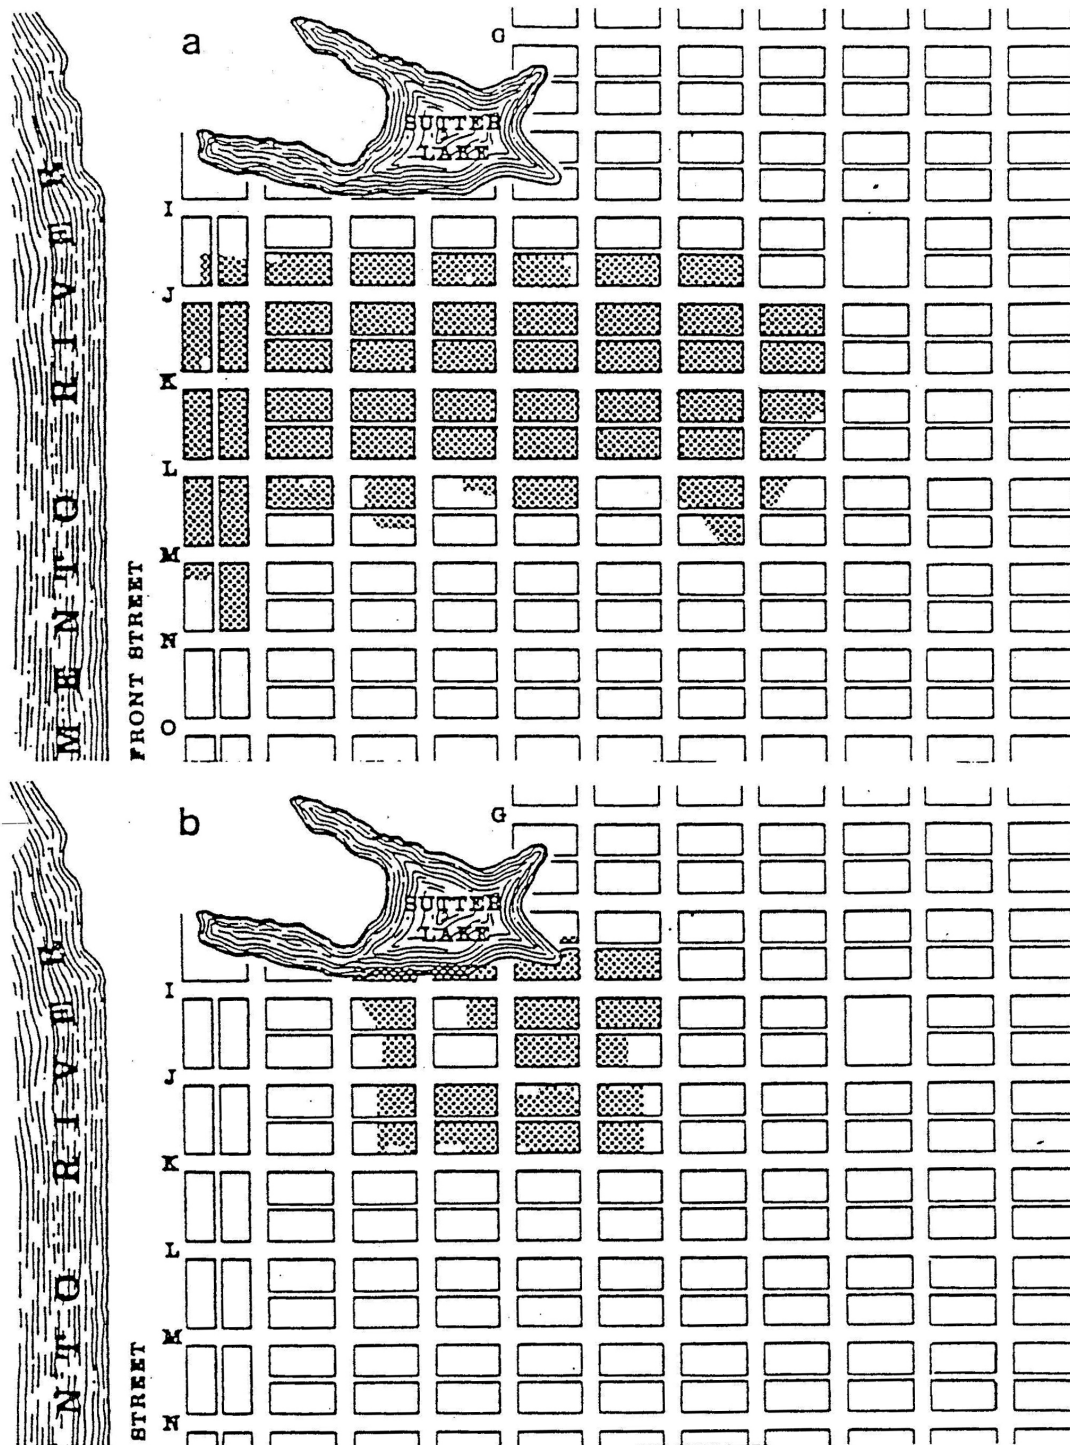 a
G
SUTTER
LAKE
I
J
K
L
M
N
O
FRONT STREET
MENTO RIVER
b
G
SUTTER
LAKE
I
J
K
L
M
N
STREET
NTO RIVER